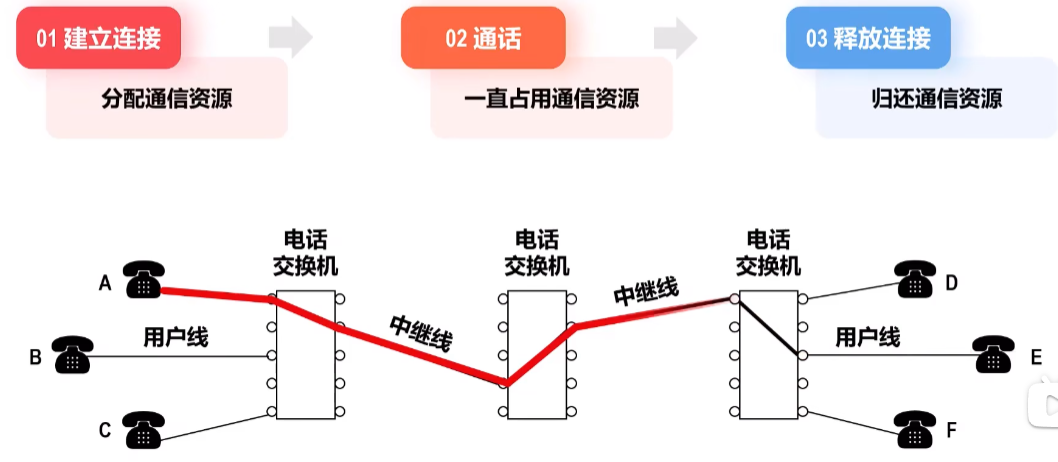 01 建立连接
02 通话
03 释放连接
分配通信资源
一直占用通信资源
归还通信资源
电话
交换机
电话
交换机
电话
交换机
A
中继线
中继线
D
B
用户线
用户线
E
C
F